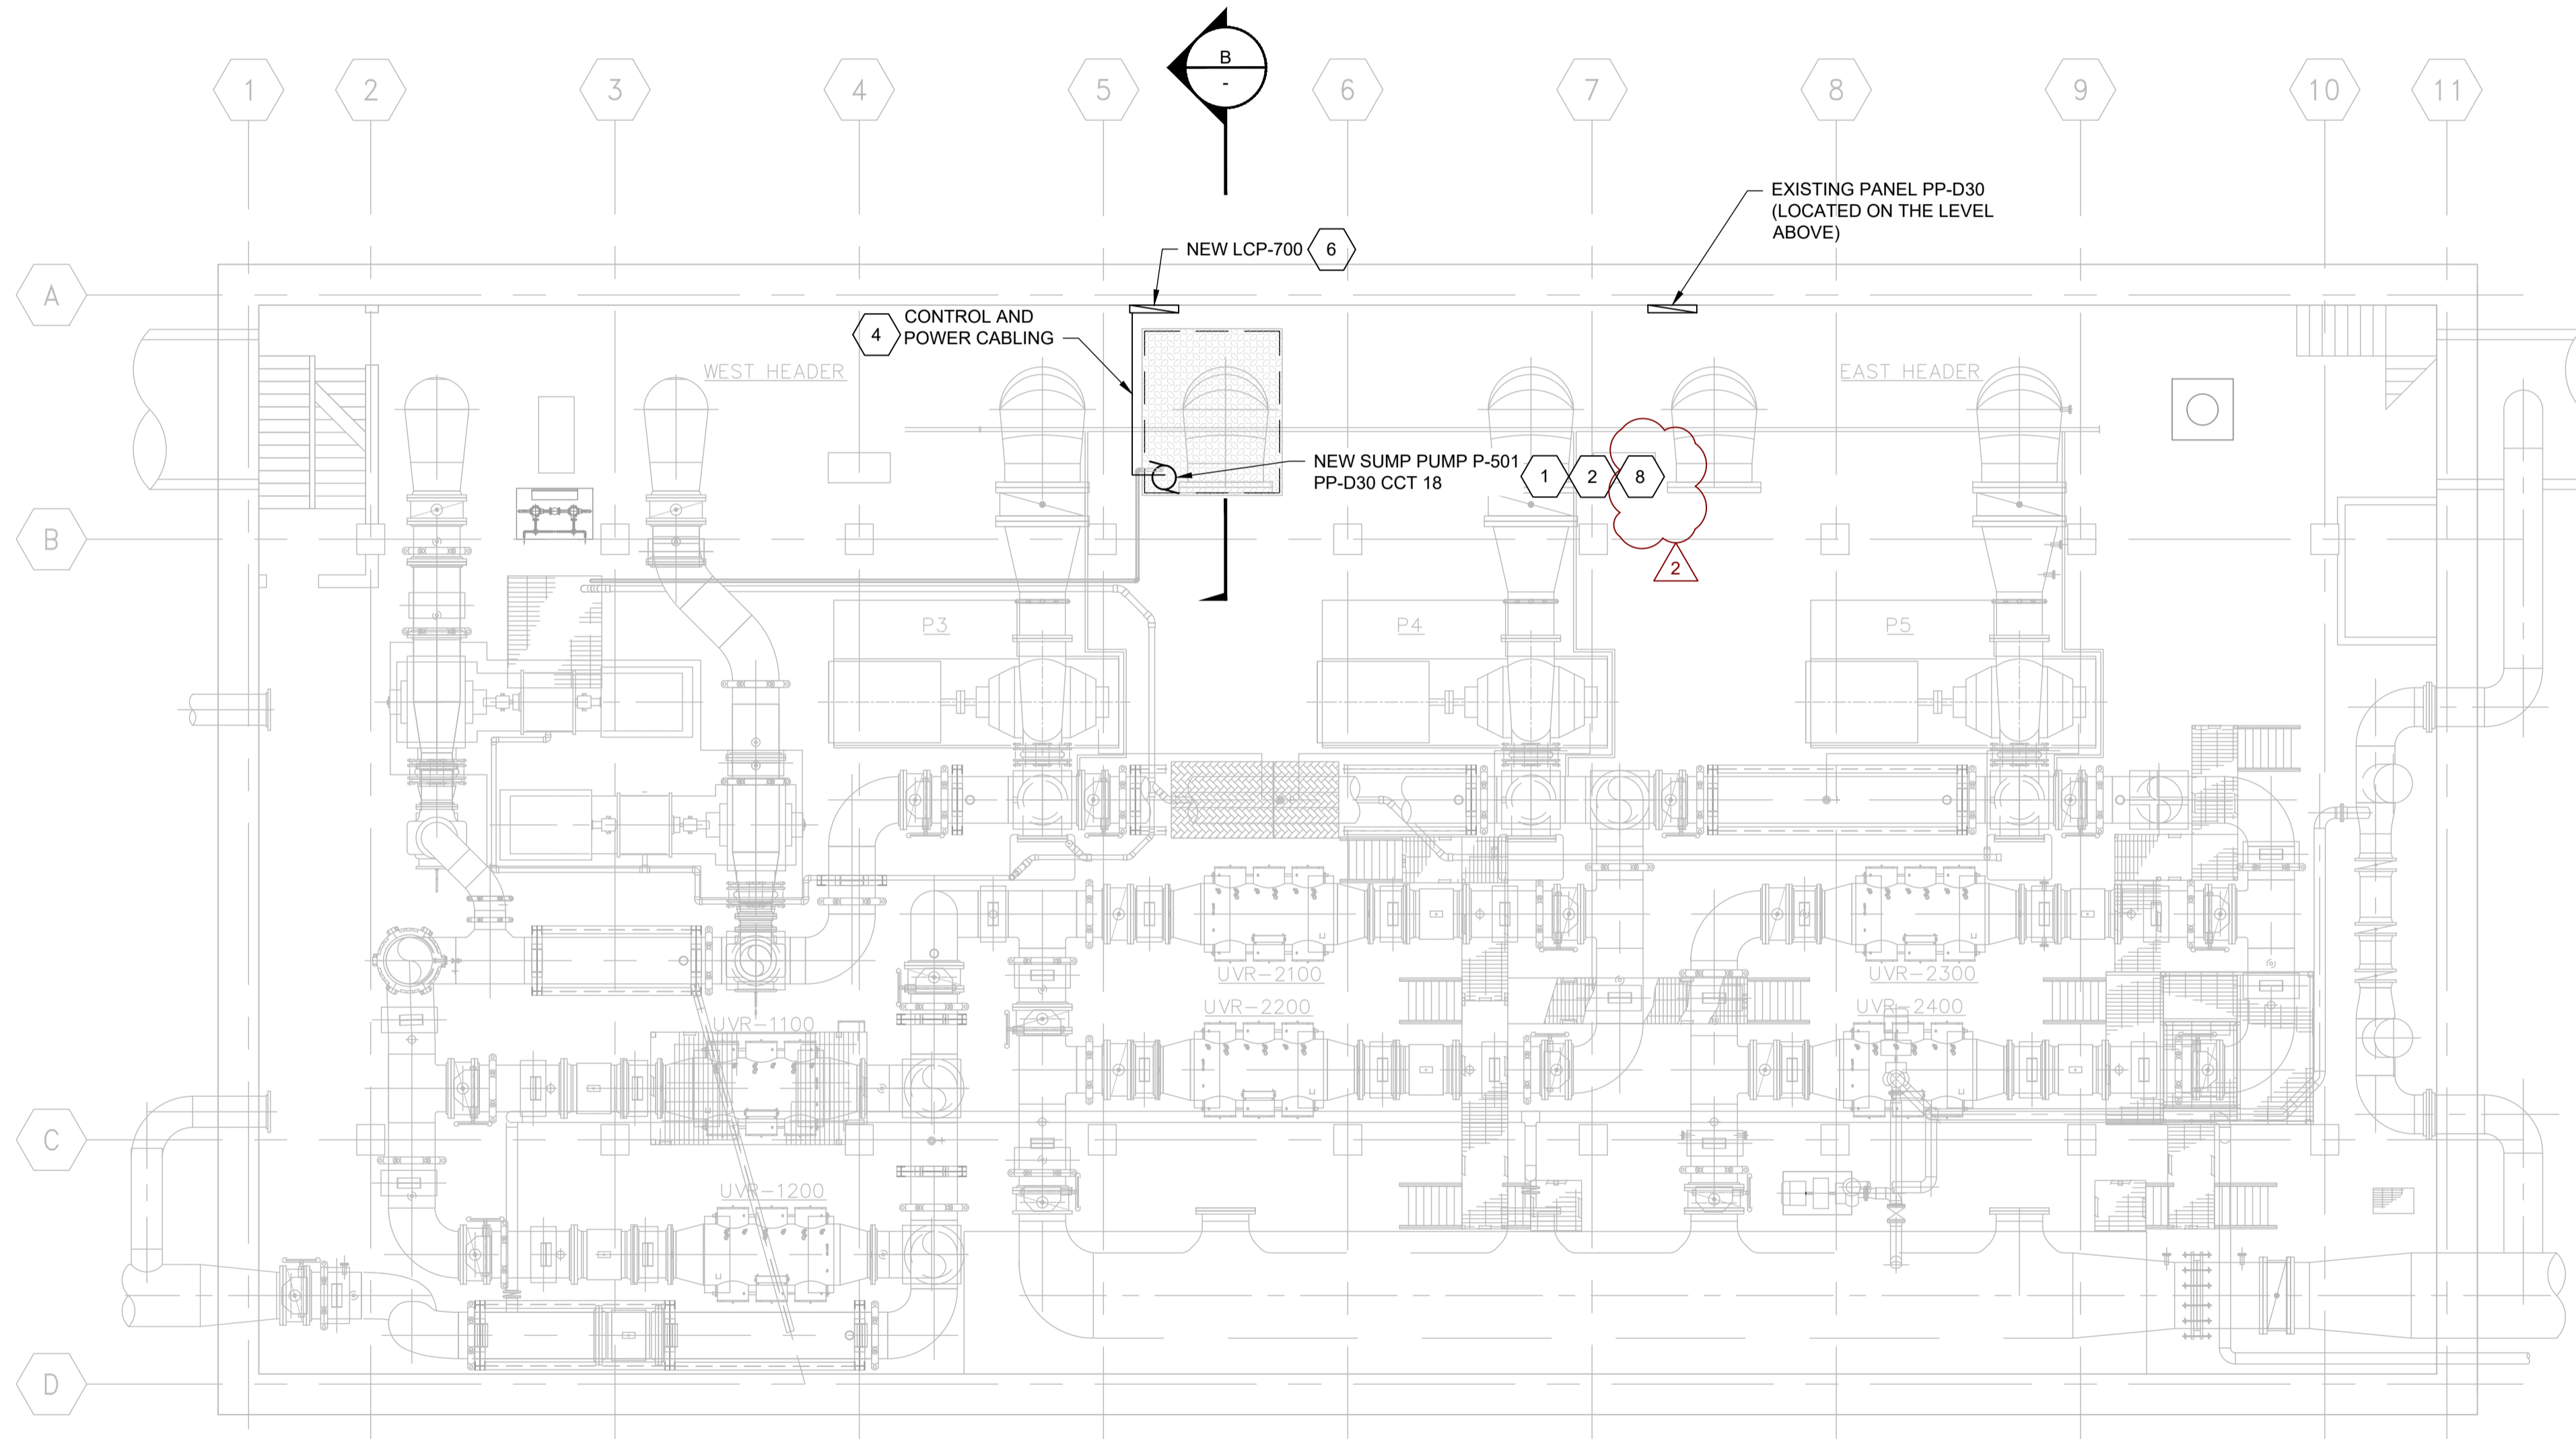 B
-
1
2
3
4
5
6
7
8
9
10
11
EXISTING PANEL PP-D30
(LOCATED ON THE LEVEL
ABOVE)
NEW LCP-700
6
A
4
CONTROL AND
POWER CABLING
WEST HEADER
EAST HEADER
NEW SUMP PUMP P-501
PP-D30 CCT 18
1
2
8
B
2
P3
P4
P5
UVR-2100
UVR-2300
UVR-2200
UVR-2400
UVR-1100
C
UVR-1200
D